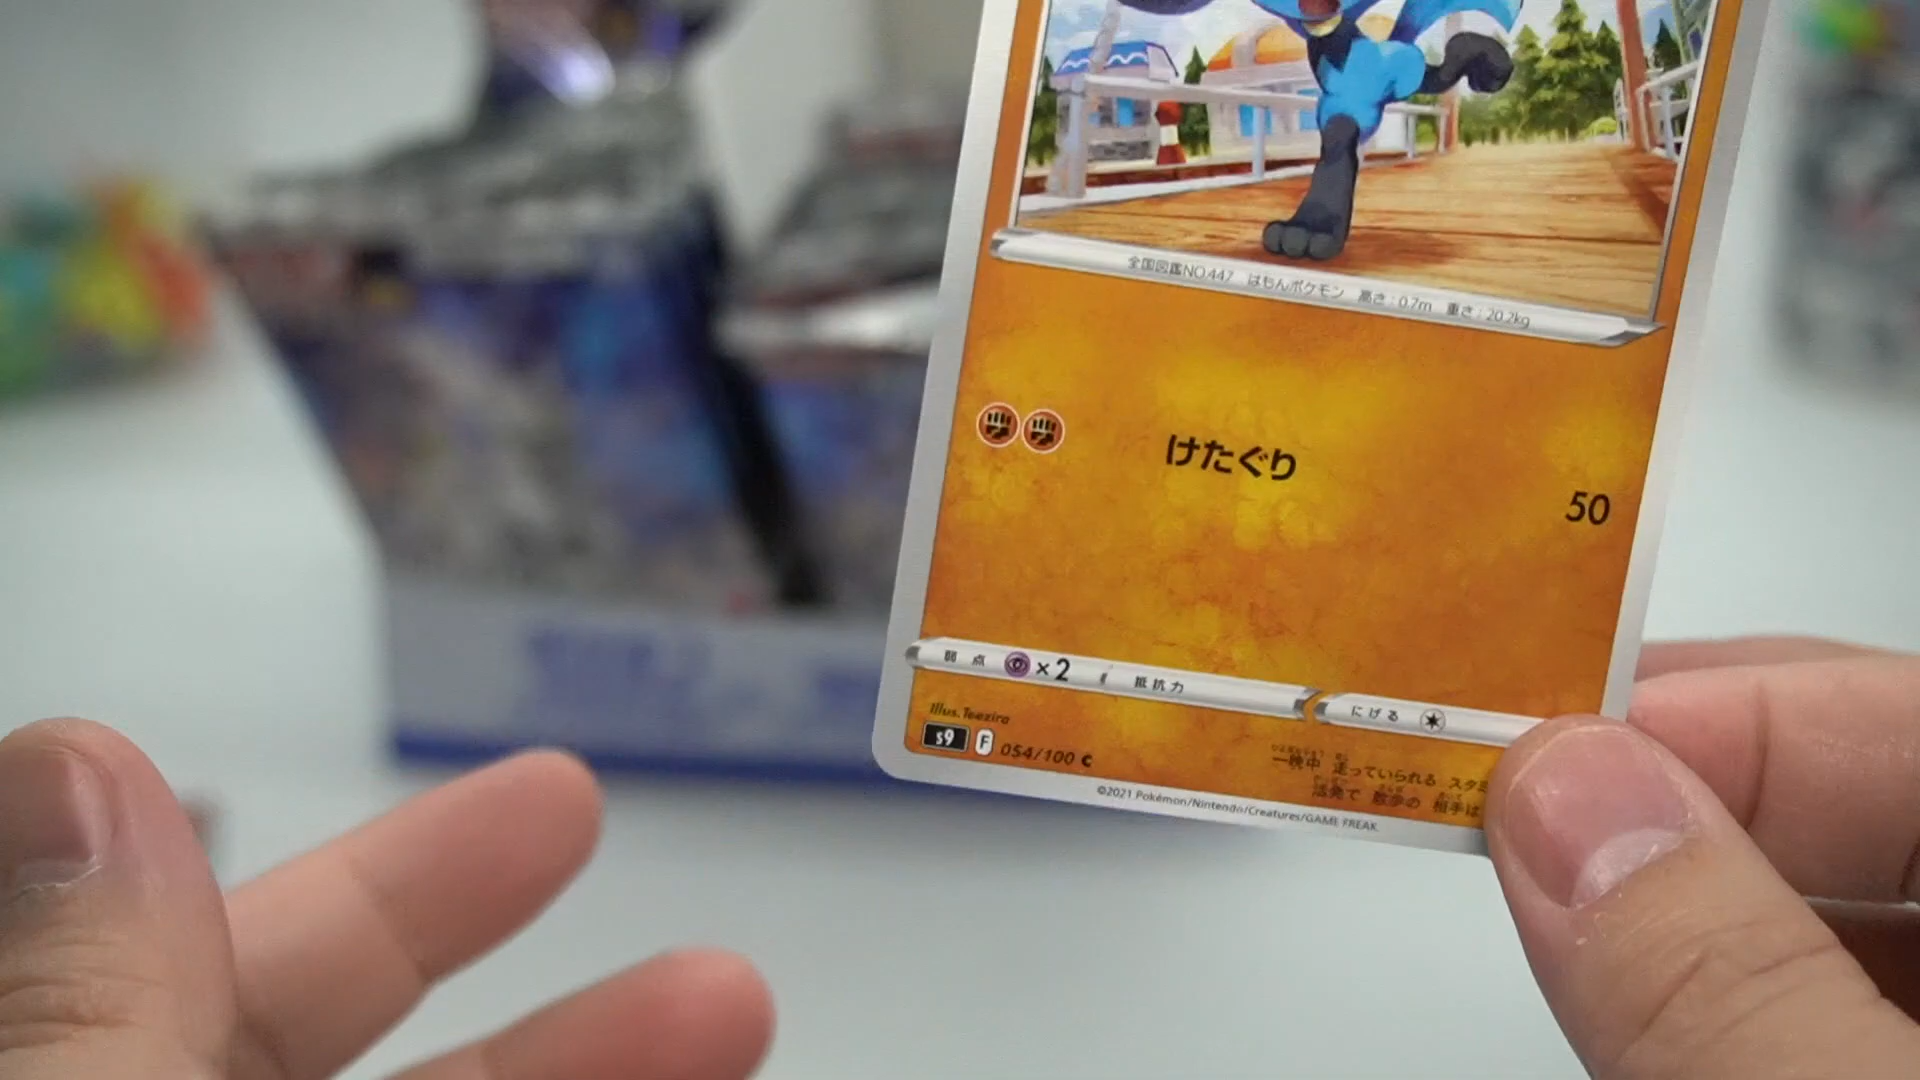 全国図鑑NO.447 はもんポケモン 高さ：0.7m 重さ：20.2kg
けたぐり
50
弱点 ×2 抵抗力 にげる
Illus. Teeziro
s9 F 054/100 C
一晩中 走っていられる スタミ
活発で 散歩の 相手は
©2021 Pokémon/Nintendo/Creatures/GAME FREAK.